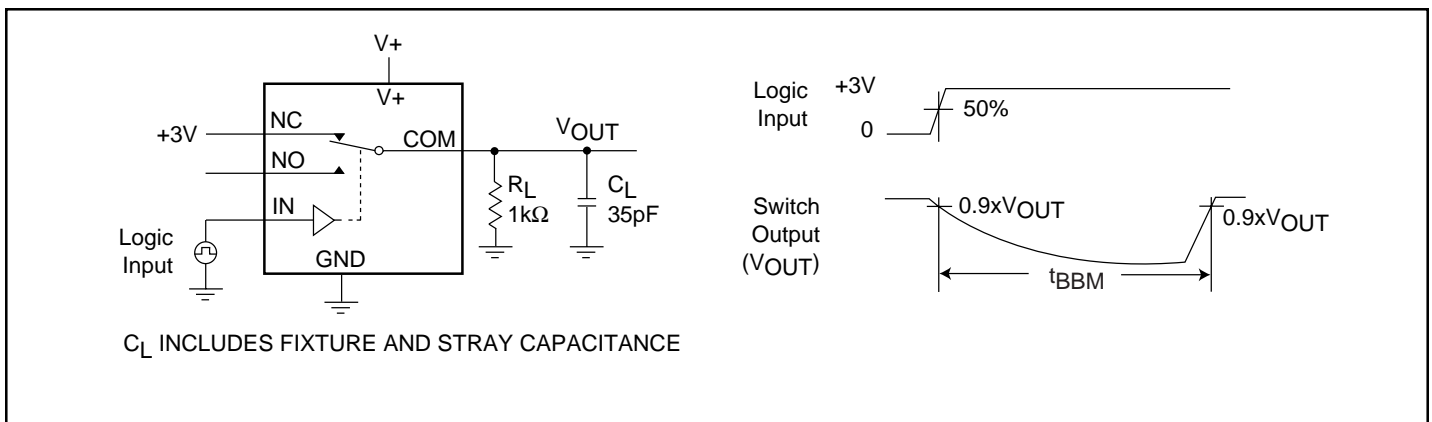 V+
V+
NC
+3V
COM
VOUT
NO
RL
1kΩ
CL
35pF
IN
Logic
Input
GND
CL INCLUDES FIXTURE AND STRAY CAPACITANCE
Logic
Input
+3V
50%
0
Switch
Output
(VOUT)
0.9xVOUT
0.9xVOUT
tBBM